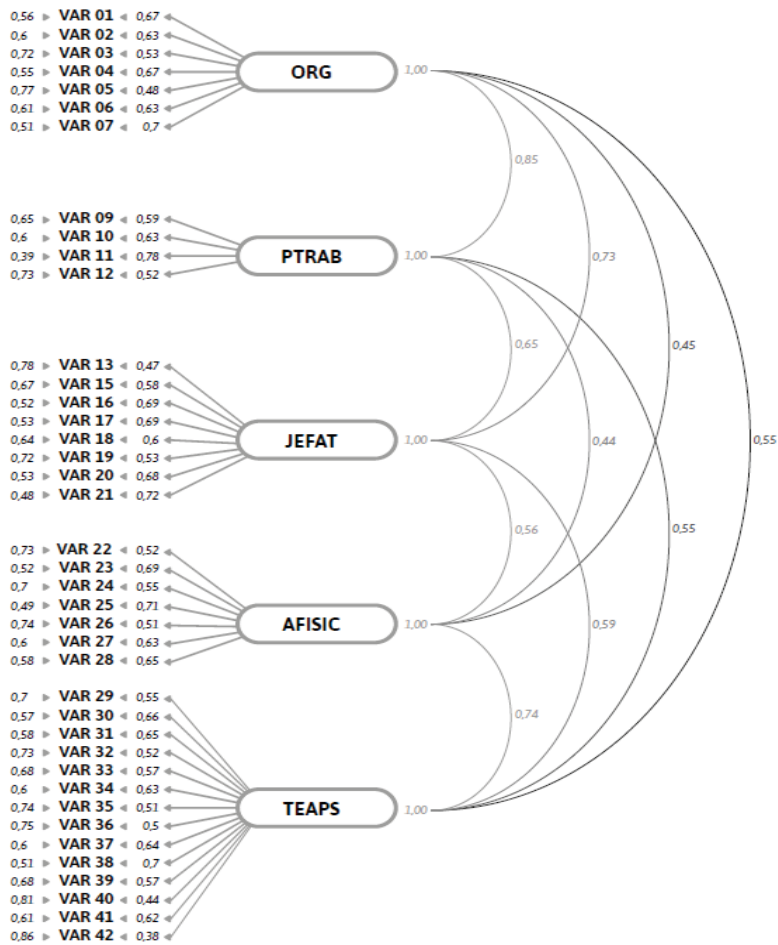 0,56 VAR 01 0,67
0,6 VAR 02 0,63
0,72 VAR 03 0,53
0,55 VAR 04 0,67
0,77 VAR 05 0,48
0,61 VAR 06 0,63
0,51 VAR 07 0,7
ORG 1,00
0,85
0,65 VAR 09 0,59
0,6 VAR 10 0,63
0,39 VAR 11 0,78
0,73 VAR 12 0,52
PTRAB 1,00
0,73
0,65
0,45
0,78 VAR 13 0,47
0,67 VAR 15 0,58
0,52 VAR 16 0,69
0,53 VAR 17 0,69
0,64 VAR 18 0,6
0,72 VAR 19 0,53
0,53 VAR 20 0,68
0,48 VAR 21 0,72
JEFAT 1,00
0,44
0,55
0,56
0,55
0,73 VAR 22 0,52
0,52 VAR 23 0,69
0,7 VAR 24 0,55
0,49 VAR 25 0,71
0,74 VAR 26 0,51
0,6 VAR 27 0,63
0,58 VAR 28 0,65
AFISIC 1,00
0,59
0,74
0,7 VAR 29 0,55
0,57 VAR 30 0,66
0,58 VAR 31 0,65
0,73 VAR 32 0,52
0,68 VAR 33 0,57
0,6 VAR 34 0,63
0,74 VAR 35 0,51
0,75 VAR 36 0,5
0,6 VAR 37 0,64
0,51 VAR 38 0,7
0,68 VAR 39 0,57
0,81 VAR 40 0,44
0,61 VAR 41 0,62
0,86 VAR 42 0,38
TEAPS 1,00